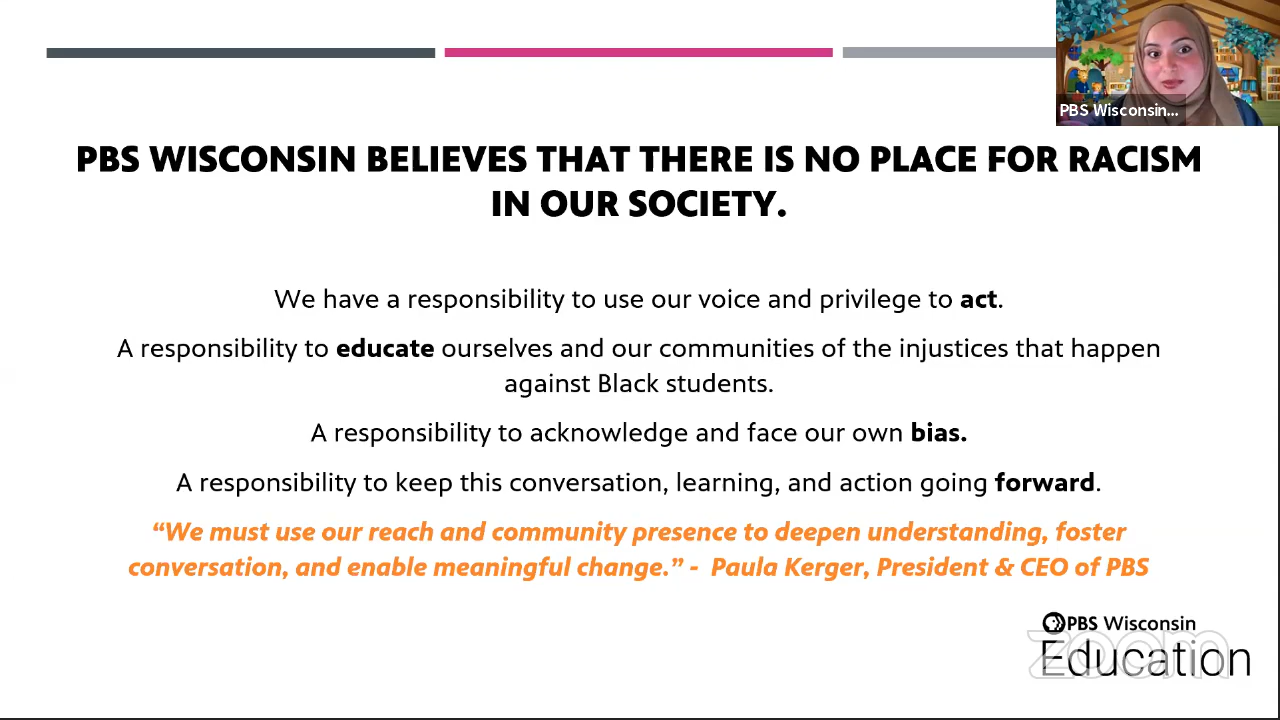 PBS Wisconsin...
PBS WISCONSIN BELIEVES THAT THERE IS NO PLACE FOR RACISM
IN OUR SOCIETY.
We have a responsibility to use our voice and privilege to act.
A responsibility to educate ourselves and our communities of the injustices that happen
against Black students.
A responsibility to acknowledge and face our own bias.
A responsibility to keep this conversation, learning, and action going forward.
“We must use our reach and community presence to deepen understanding, foster
conversation, and enable meaningful change.” - Paula Kerger, President & CEO of PBS
PBS Wisconsin
zoom
Education